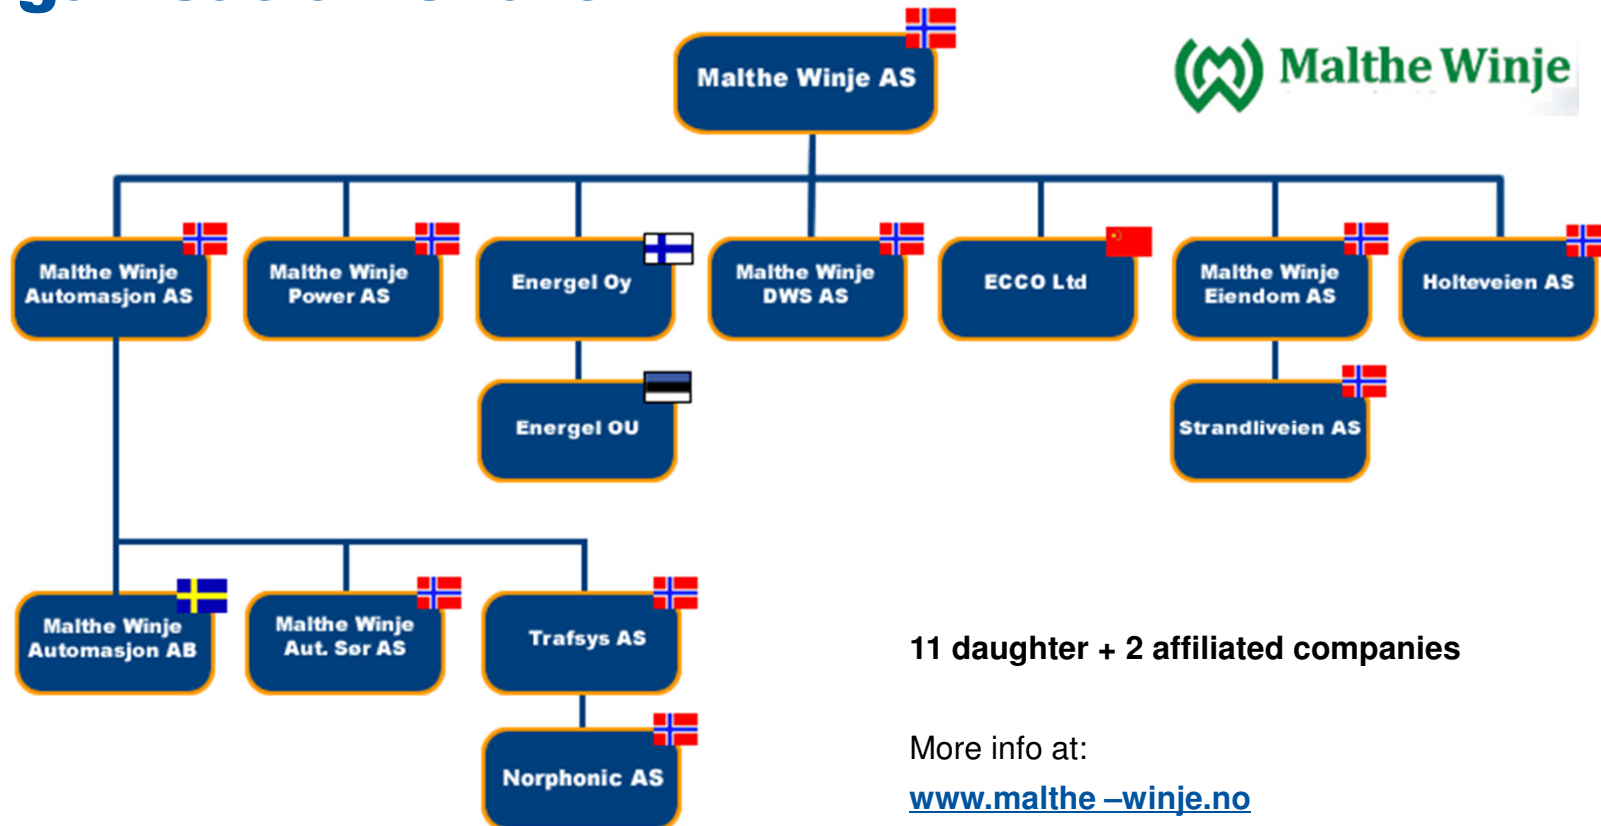 Malthe Winje AS
Malthe Winje
Malthe Winje
Automasjon AS
Malthe Winje
Power AS
Energel Oy
Malthe Winje
DWS AS
ECCO Ltd
Malthe Winje
Eiendom AS
Holteveien AS
Energel OU
Strandliveien AS
Malthe Winje
Automasjon AB
Malthe Winje
Aut. Sør AS
Trafsys AS
Norphonic AS
11 daughter + 2 affiliated companies
More info at:
www.malthe –winje.no